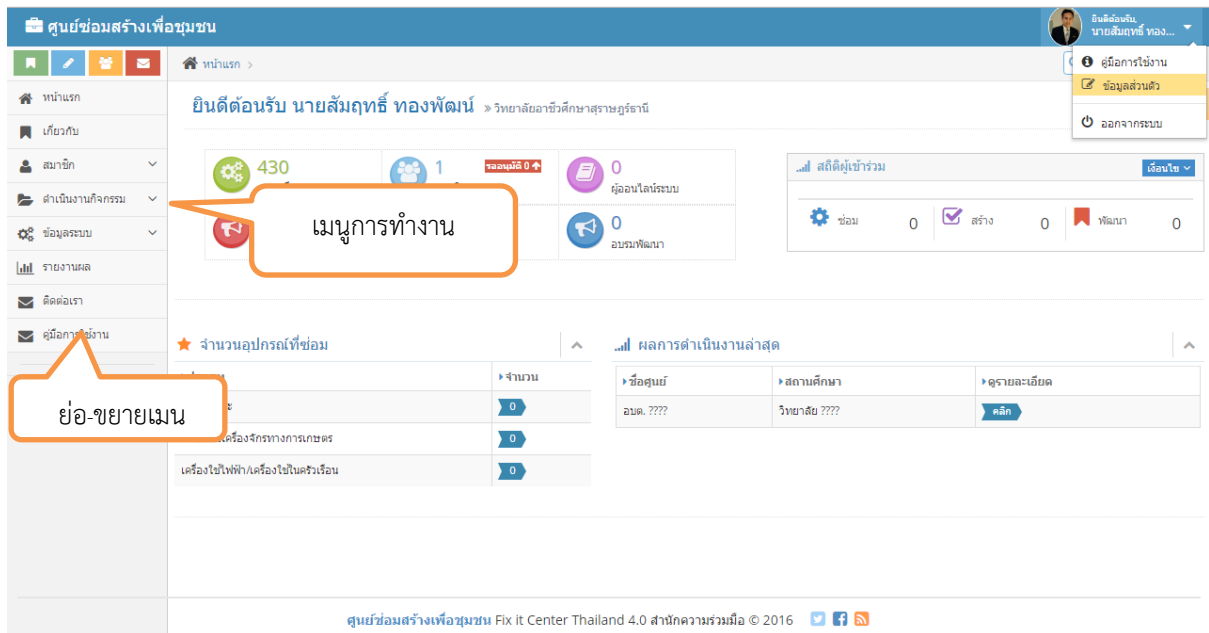 ศูนย์ซ่อมสร้างเพื่อชุมชน
ยินดีต้อนรับ,
นายสัมฤทธิ์ ทอง...
คู่มือการใช้งาน
ข้อมูลส่วนตัว
ออกจากระบบ
หน้าแรก >
หน้าแรก
เกี่ยวกับ
สมาชิก
ดำเนินงานกิจกรรม
ข้อมูลระบบ
รายงานผล
ติดต่อเรา
คู่มือการใช้งาน
ยินดีต้อนรับ นายสัมฤทธิ์ ทองพัฒน์ » วิทยาลัยอาชีวศึกษาสุราษฎร์ธานี
430
1
รออนุมัติ 0
0
ผู้ออนไลน์ระบบ
0
อบรมพัฒนา
เมนูการทำงาน
สถิติผู้เข้าร่วม
เงื่อนไข
ซ่อม 0
สร้าง 0
พัฒนา 0
จำนวนอุปกรณ์ที่ซ่อม
จำนวน
0
เครื่องจักรทางการเกษตร 0
เครื่องใช้ไฟฟ้า/เครื่องใช้ในครัวเรือน 0
ย่อ-ขยายเมน
ผลการดำเนินงานล่าสุด
ชื่อศูนย์ สถานศึกษา ดูรายละเอียด
อบต. ???? วิทยาลัย ???? คลิก
ศูนย์ซ่อมสร้างเพื่อชุมชน Fix it Center Thailand 4.0 สำนักความร่วมมือ © 2016